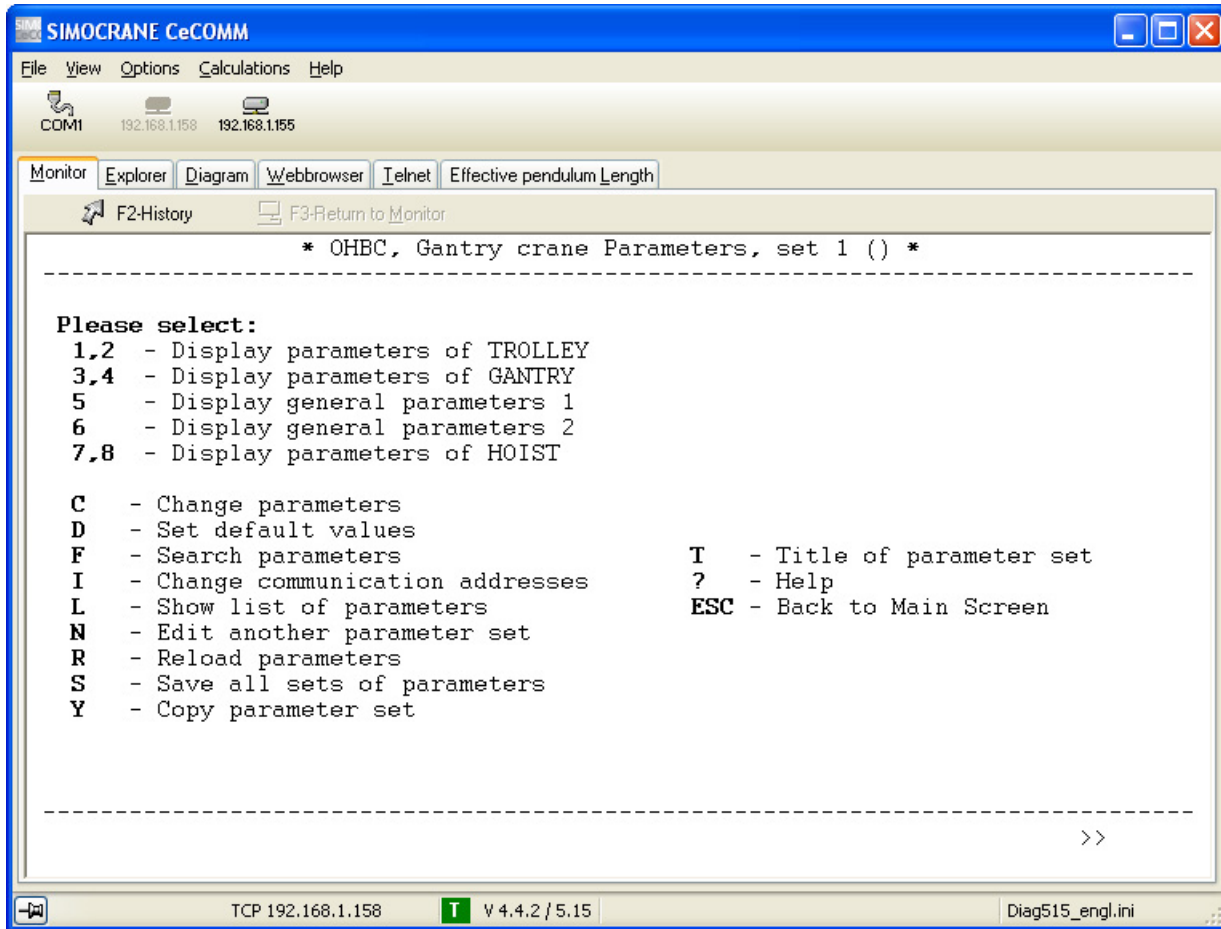 SIMOCRANE CeCOMM
File View Options Calculations Help
COM1 192.168.1.158 192.168.1.155
Monitor Explorer Diagram Webbrowser Telnet Effective pendulum Length
F2-History F3-Return to Monitor
* OHBC, Gantry crane Parameters, set 1 () *
Please select:
1,2 - Display parameters of TROLLEY
3,4 - Display parameters of GANTRY
5 - Display general parameters 1
6 - Display general parameters 2
7,8 - Display parameters of HOIST
C - Change parameters
D - Set default values
F - Search parameters T - Title of parameter set
I - Change communication addresses ? - Help
L - Show list of parameters ESC - Back to Main Screen
N - Edit another parameter set
R - Reload parameters
S - Save all sets of parameters
Y - Copy parameter set
>>
TCP 192.168.1.158 T V 4.4.2 / 5.15 Diag515_engl.ini